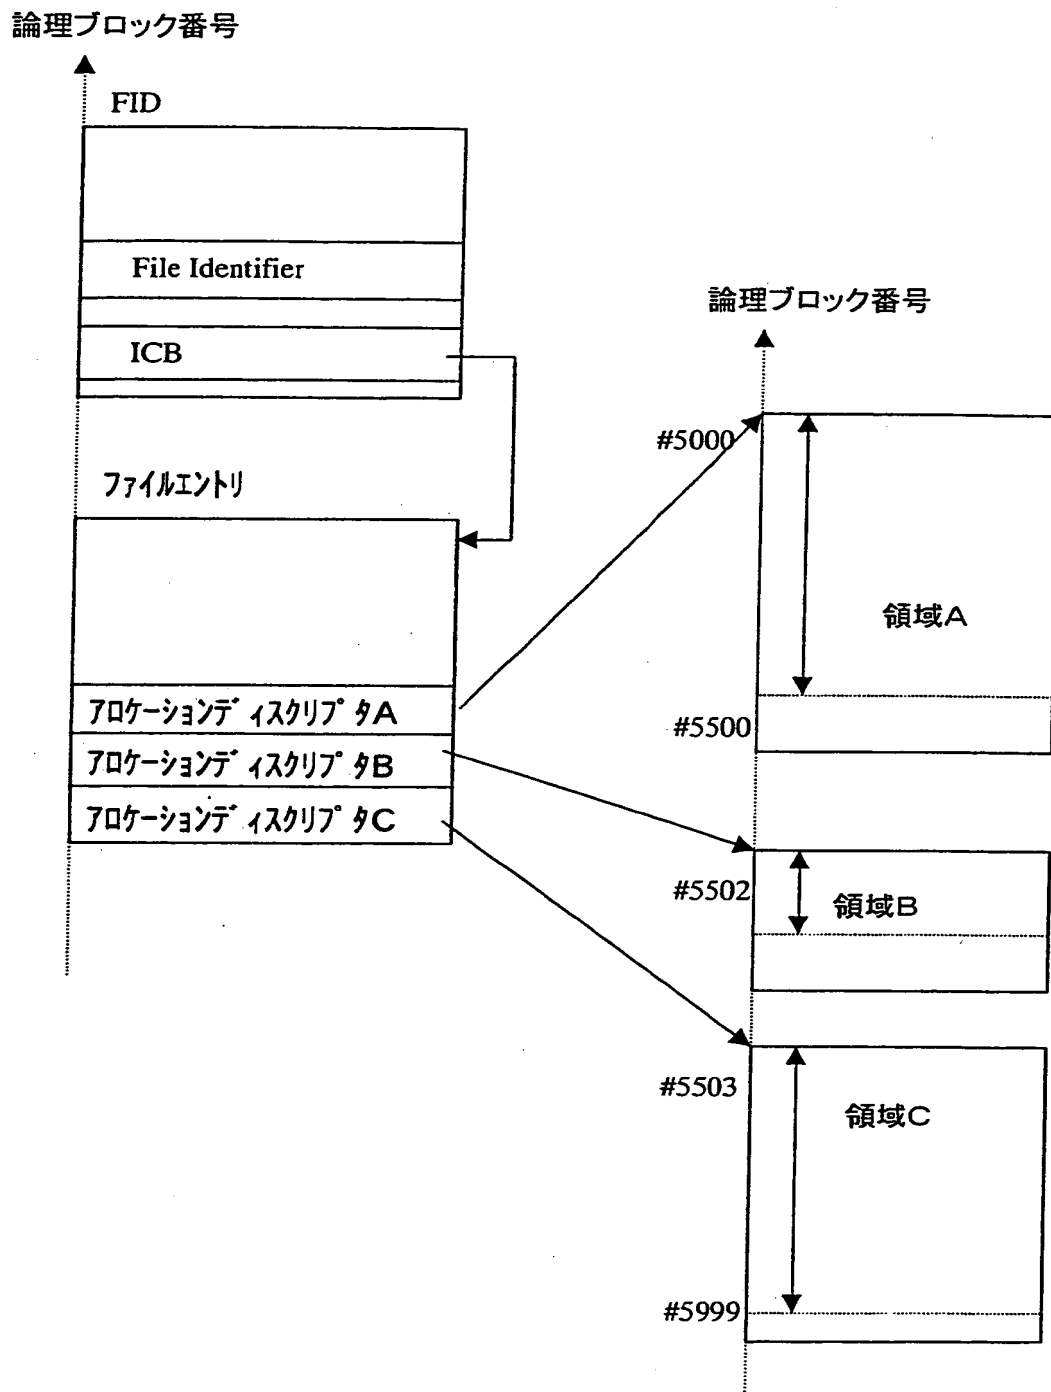 論理ブロック番号
FID
File Identifier
ICB
ファイルエントリ
アロケーションディスクリプタA
アロケーションディスクリプタB
アロケーションディスクリプタC
論理ブロック番号
#5000
領域A
#5500
#5502
領域B
#5503
領域C
#5999